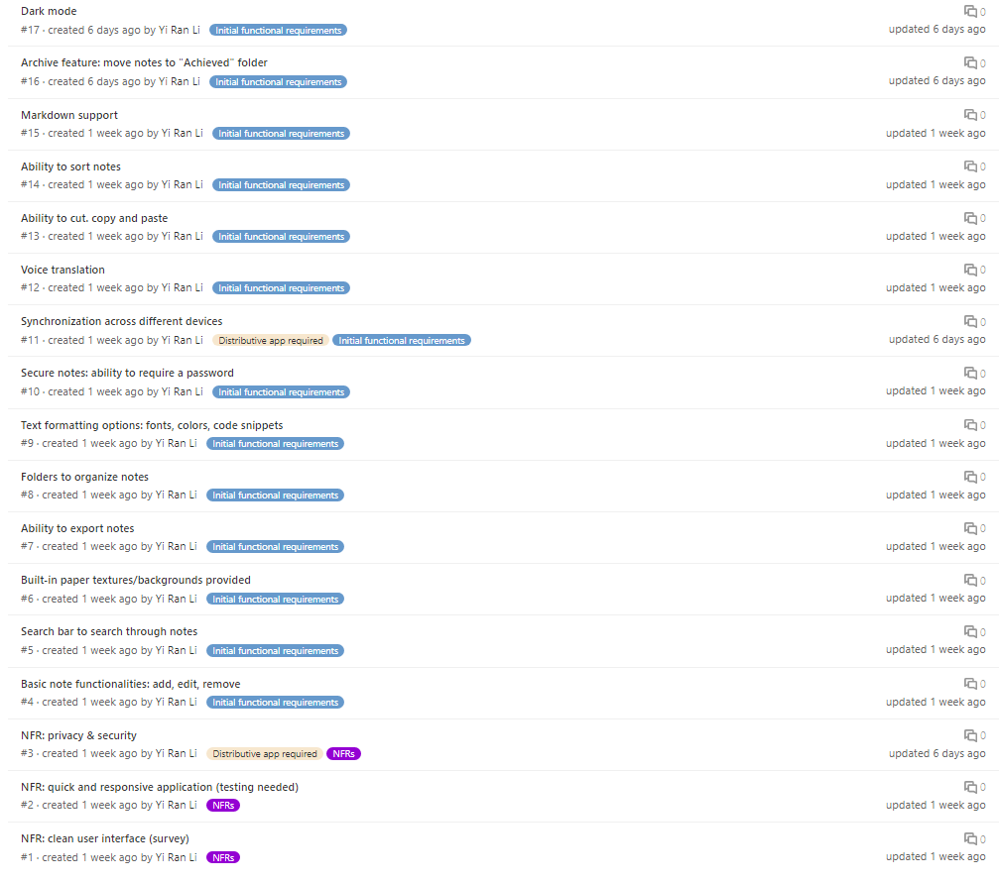 Dark mode 0
#17 · created 6 days ago by Yi Ran Li Initial functional requirements updated 6 days ago
Archive feature: move notes to "Achieved" folder 0
#16 · created 6 days ago by Yi Ran Li Initial functional requirements updated 6 days ago
Markdown support 0
#15 · created 1 week ago by Yi Ran Li Initial functional requirements updated 1 week ago
Ability to sort notes 0
#14 · created 1 week ago by Yi Ran Li Initial functional requirements updated 1 week ago
Ability to cut. copy and paste 0
#13 · created 1 week ago by Yi Ran Li Initial functional requirements updated 1 week ago
Voice translation 0
#12 · created 1 week ago by Yi Ran Li Initial functional requirements updated 1 week ago
Synchronization across different devices 0
#11 · created 1 week ago by Yi Ran Li Distributive app required Initial functional requirements updated 6 days ago
Secure notes: ability to require a password 0
#10 · created 1 week ago by Yi Ran Li Initial functional requirements updated 1 week ago
Text formatting options: fonts, colors, code snippets 0
#9 · created 1 week ago by Yi Ran Li Initial functional requirements updated 1 week ago
Folders to organize notes 0
#8 · created 1 week ago by Yi Ran Li Initial functional requirements updated 1 week ago
Ability to export notes 0
#7 · created 1 week ago by Yi Ran Li Initial functional requirements updated 1 week ago
Built-in paper textures/backgrounds provided 0
#6 · created 1 week ago by Yi Ran Li Initial functional requirements updated 1 week ago
Search bar to search through notes 0
#5 · created 1 week ago by Yi Ran Li Initial functional requirements updated 1 week ago
Basic note functionalities: add, edit, remove 0
#4 · created 1 week ago by Yi Ran Li Initial functional requirements updated 1 week ago
NFR: privacy & security 0
#3 · created 1 week ago by Yi Ran Li Distributive app required NFRs updated 6 days ago
NFR: quick and responsive application (testing needed) 0
#2 · created 1 week ago by Yi Ran Li NFRs updated 1 week ago
NFR: clean user interface (survey) 0
#1 · created 1 week ago by Yi Ran Li NFRs updated 1 week ago